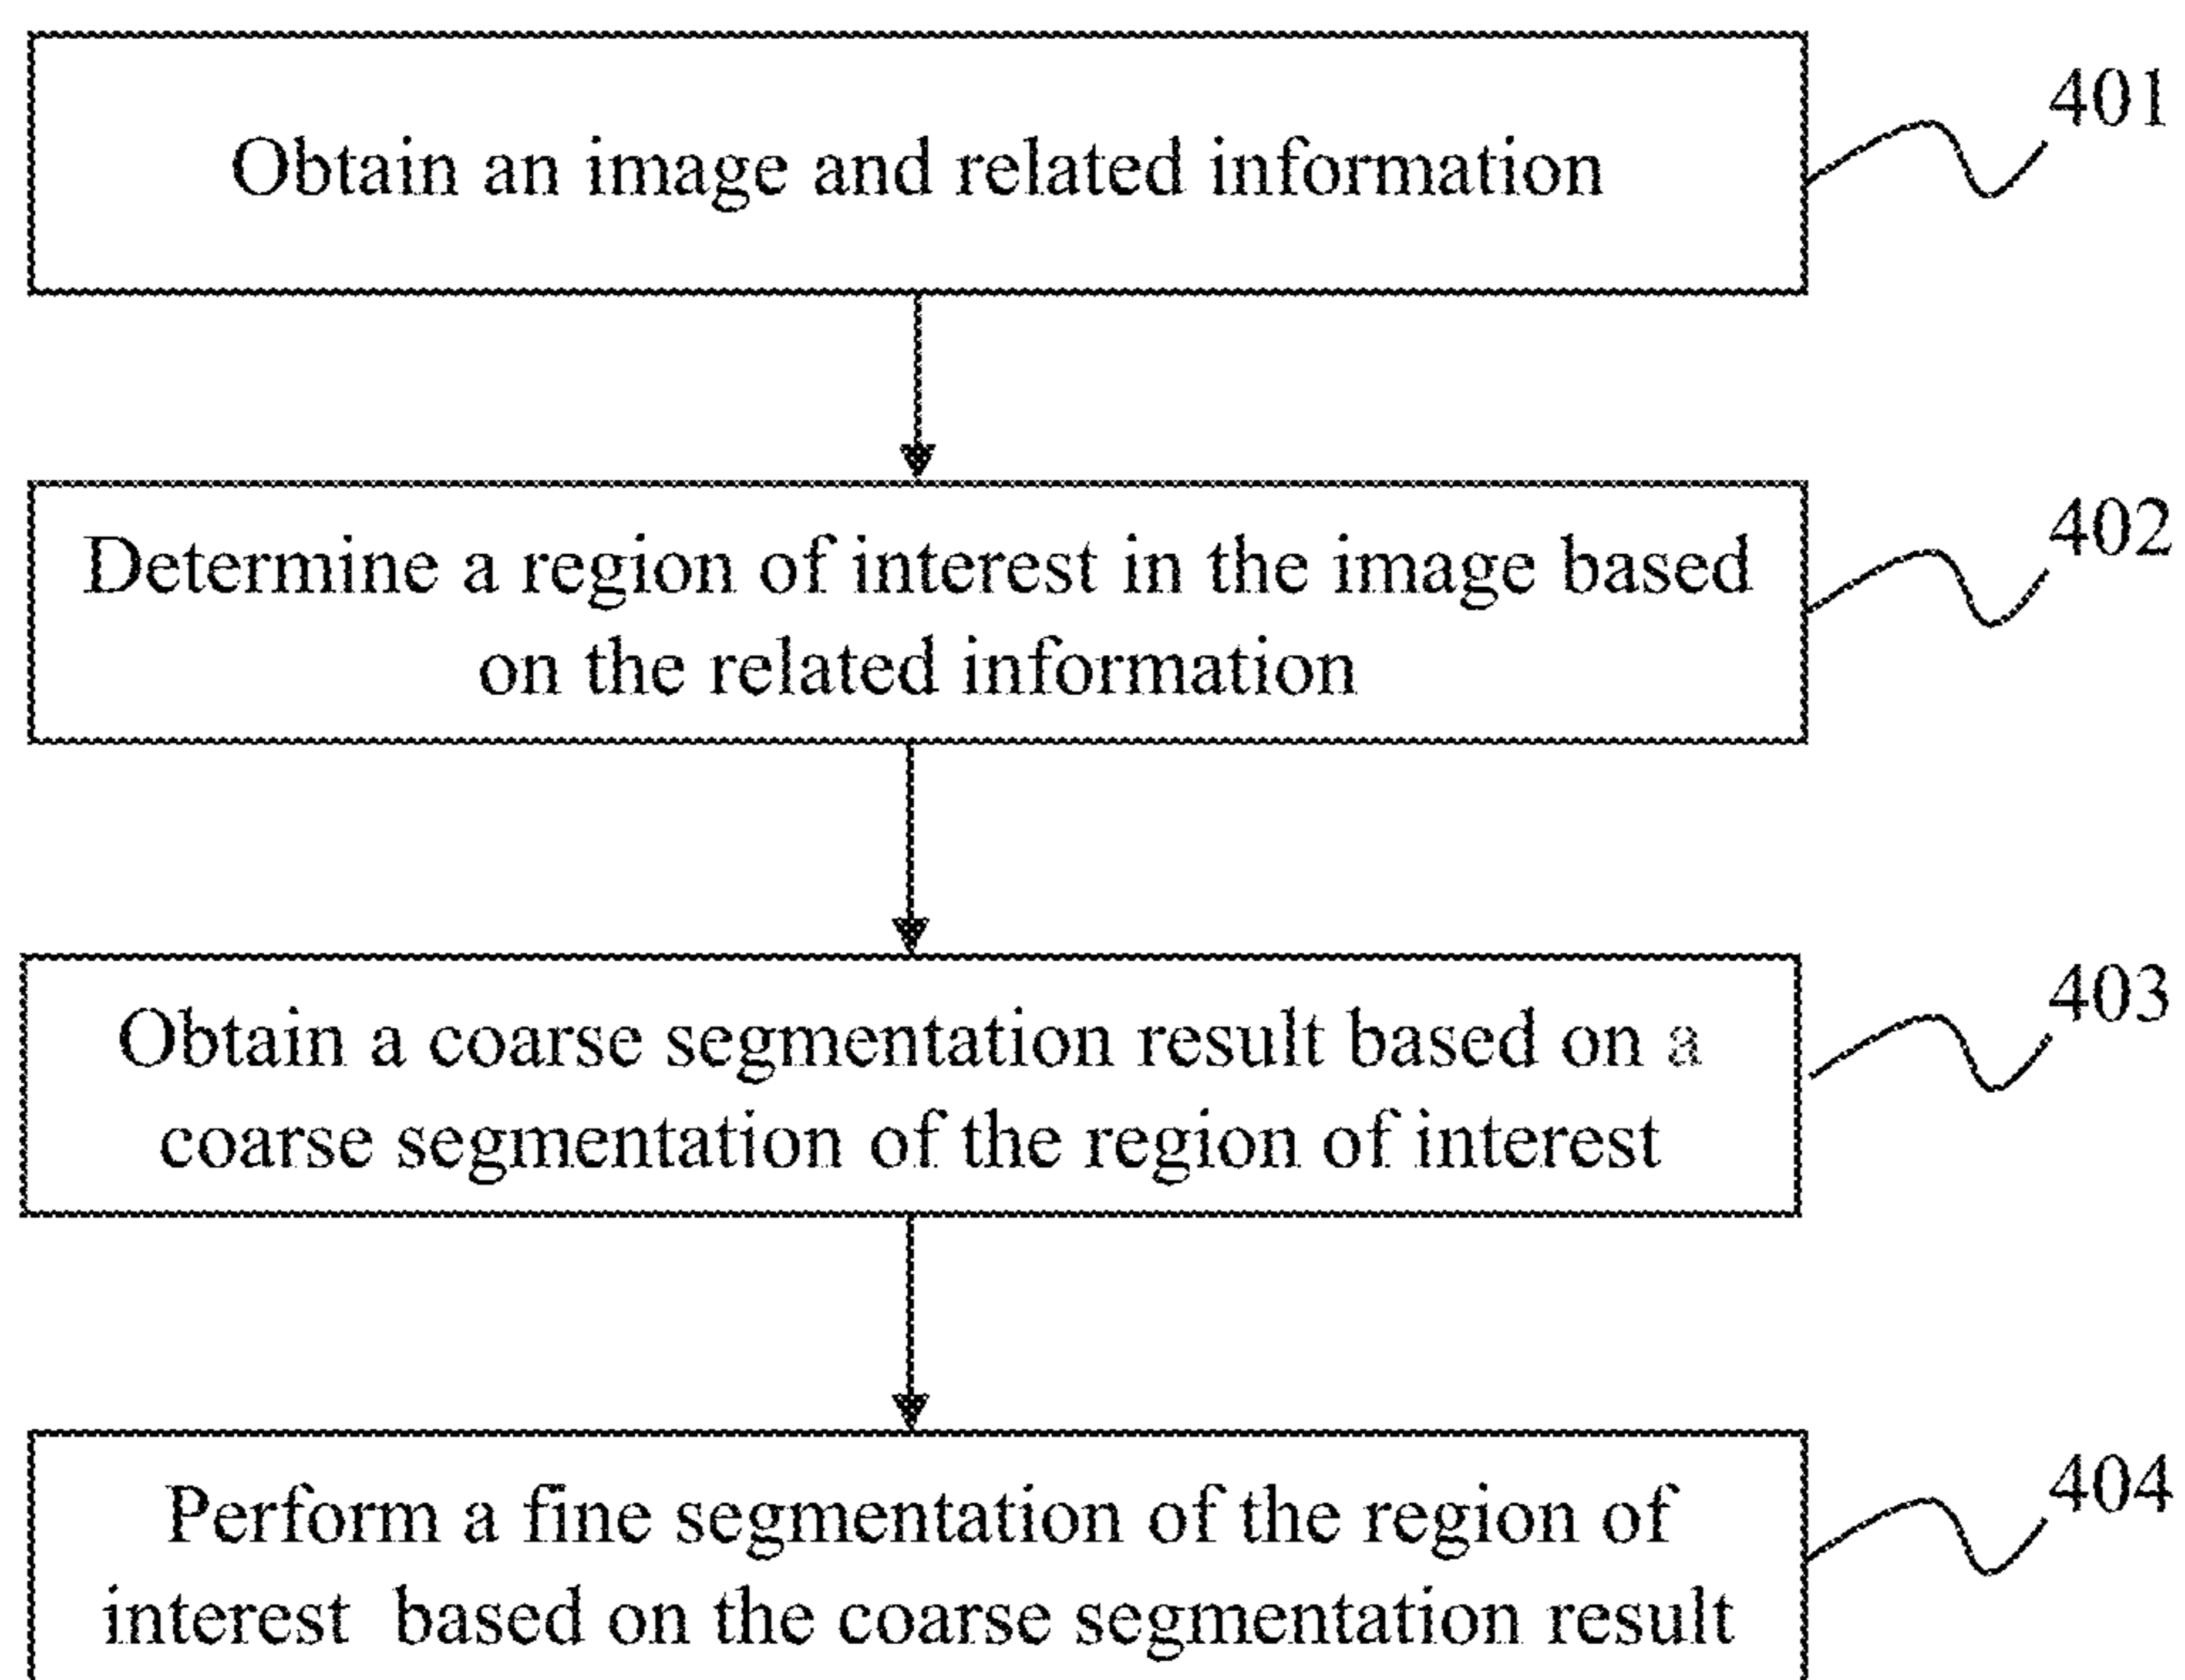 Obtain an image and related information
401
Determine a region of interest in the image based
on the related information
402
Obtain a coarse segmentation result based on a
coarse segmentation of the region of interest
403
Perform a fine segmentation of the region of
interest based on the coarse segmentation result
404